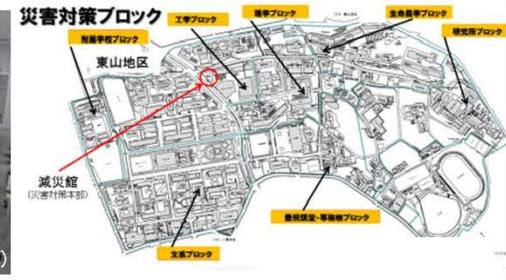 災害対策ブロック
工学ブロック
理学ブロック
生命農学ブロック
附属学校ブロック
研究所ブロック
東山地区
減災館
(災害対策本部)
豊田講堂・事務棟ブロック
文系ブロック